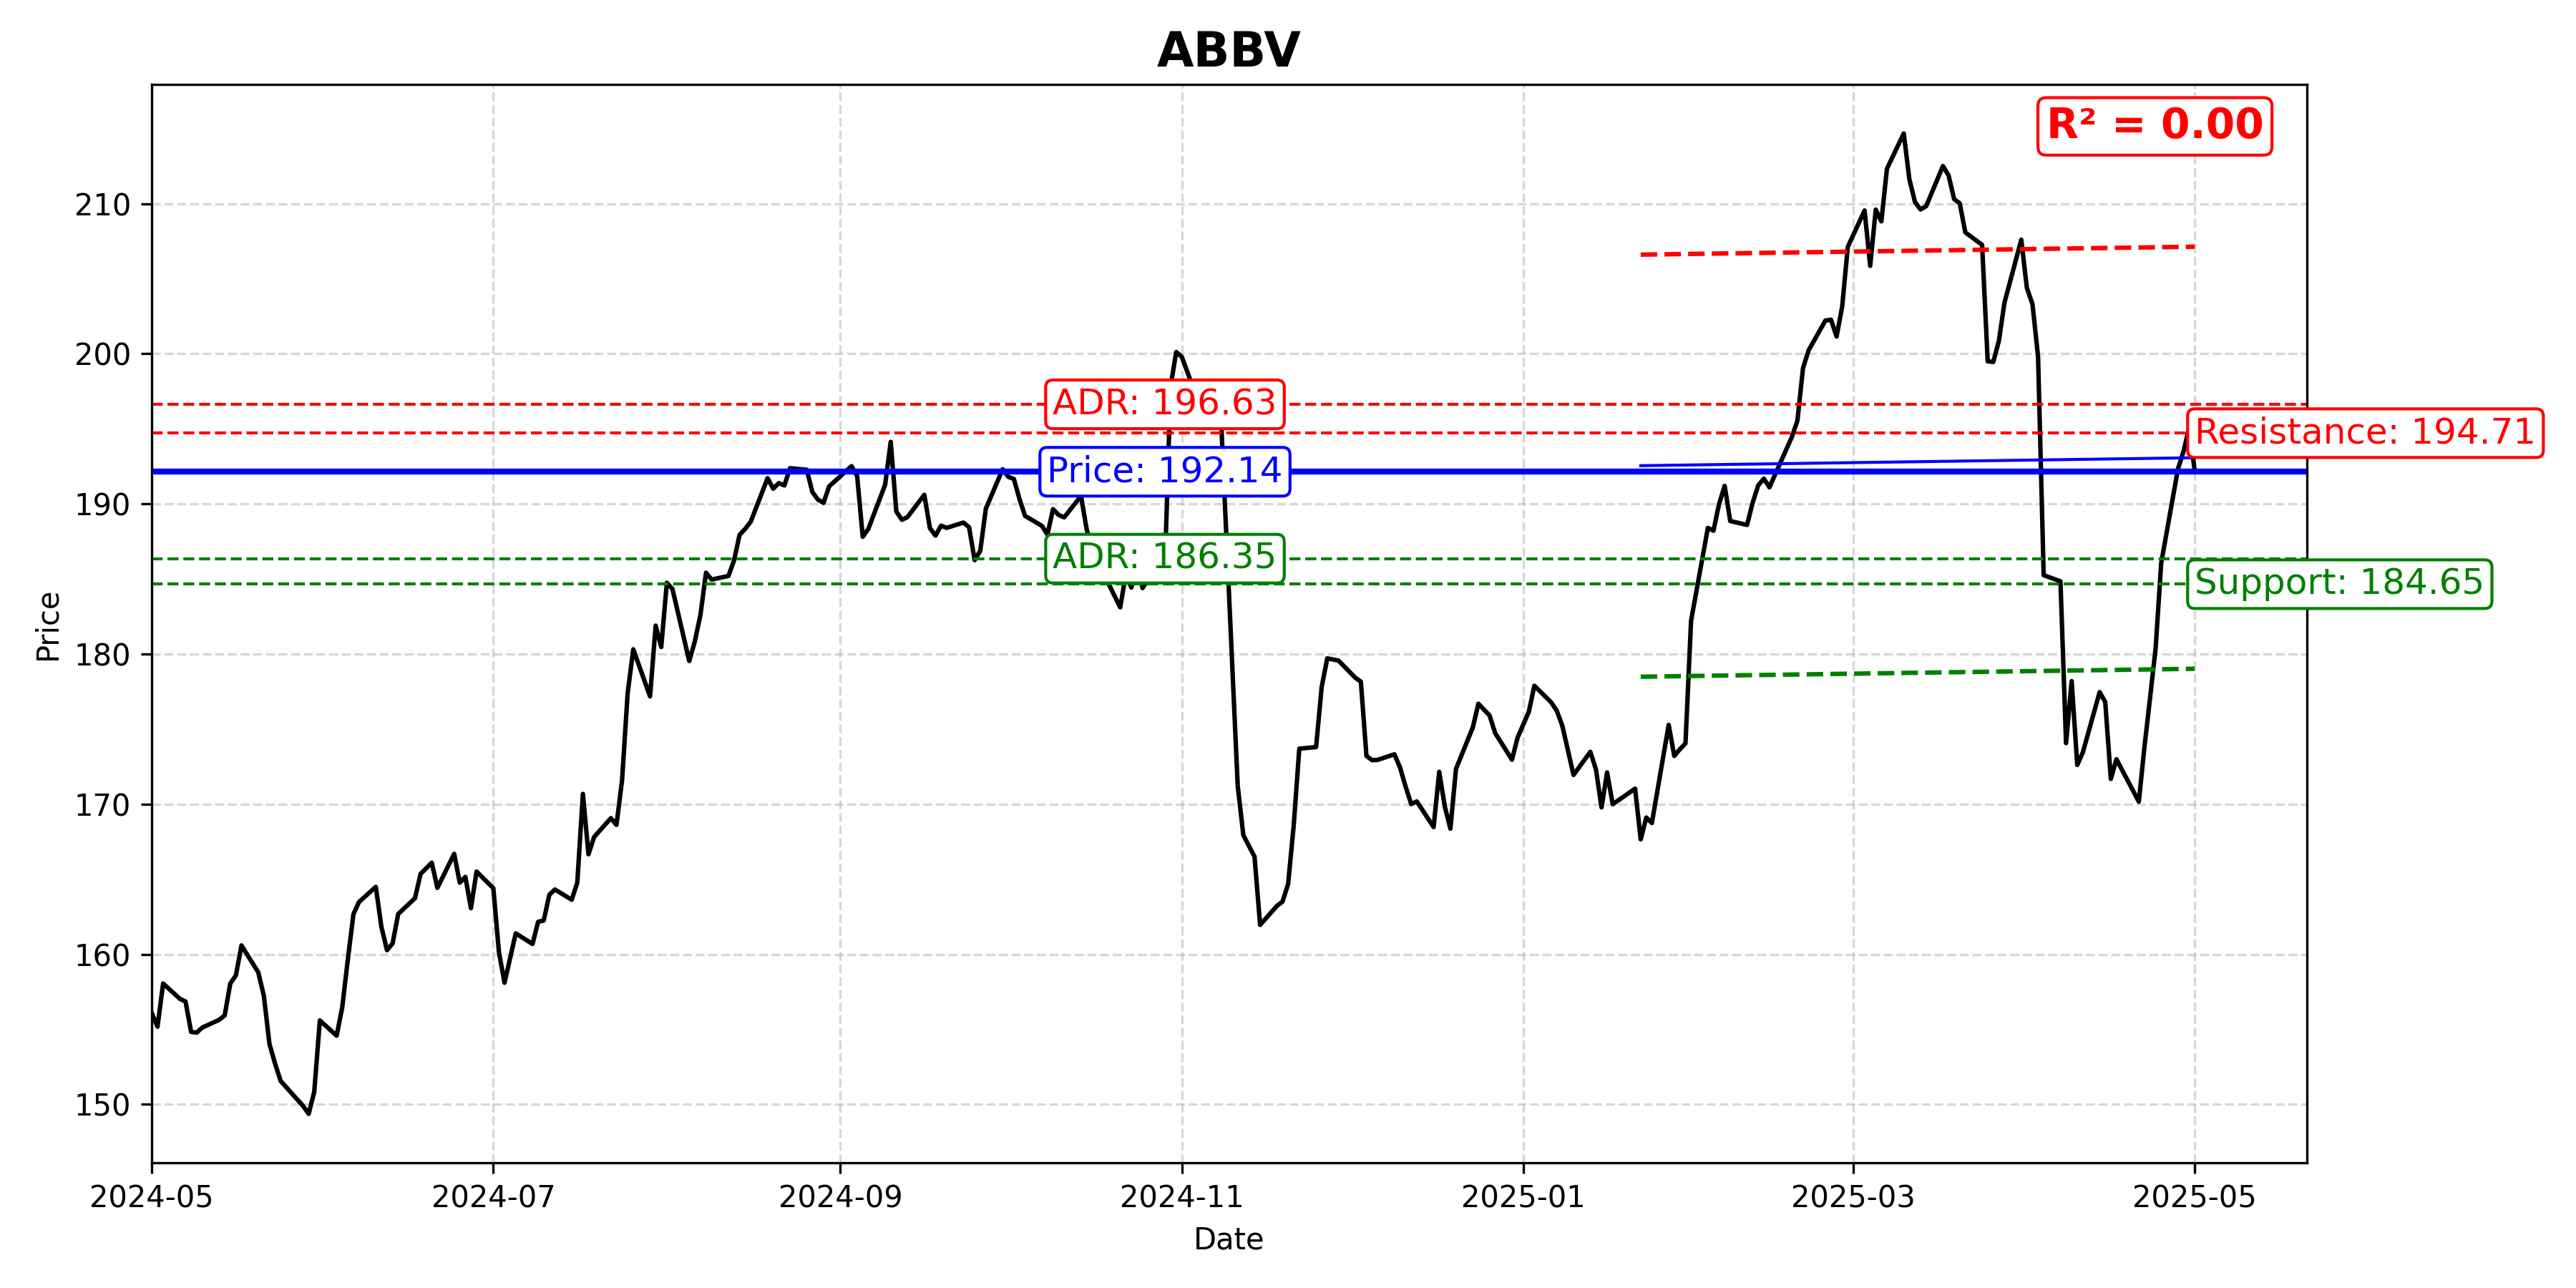 ABBV
R² = 0.00
210
200
ADR: 196.63
Resistance: 194.71
Price: 192.14
190
ADR: 186.35
Support: 184.65
180
170
160
150
Price
2024-05
2024-07
2024-09
2024-11
2025-01
2025-03
2025-05
Date